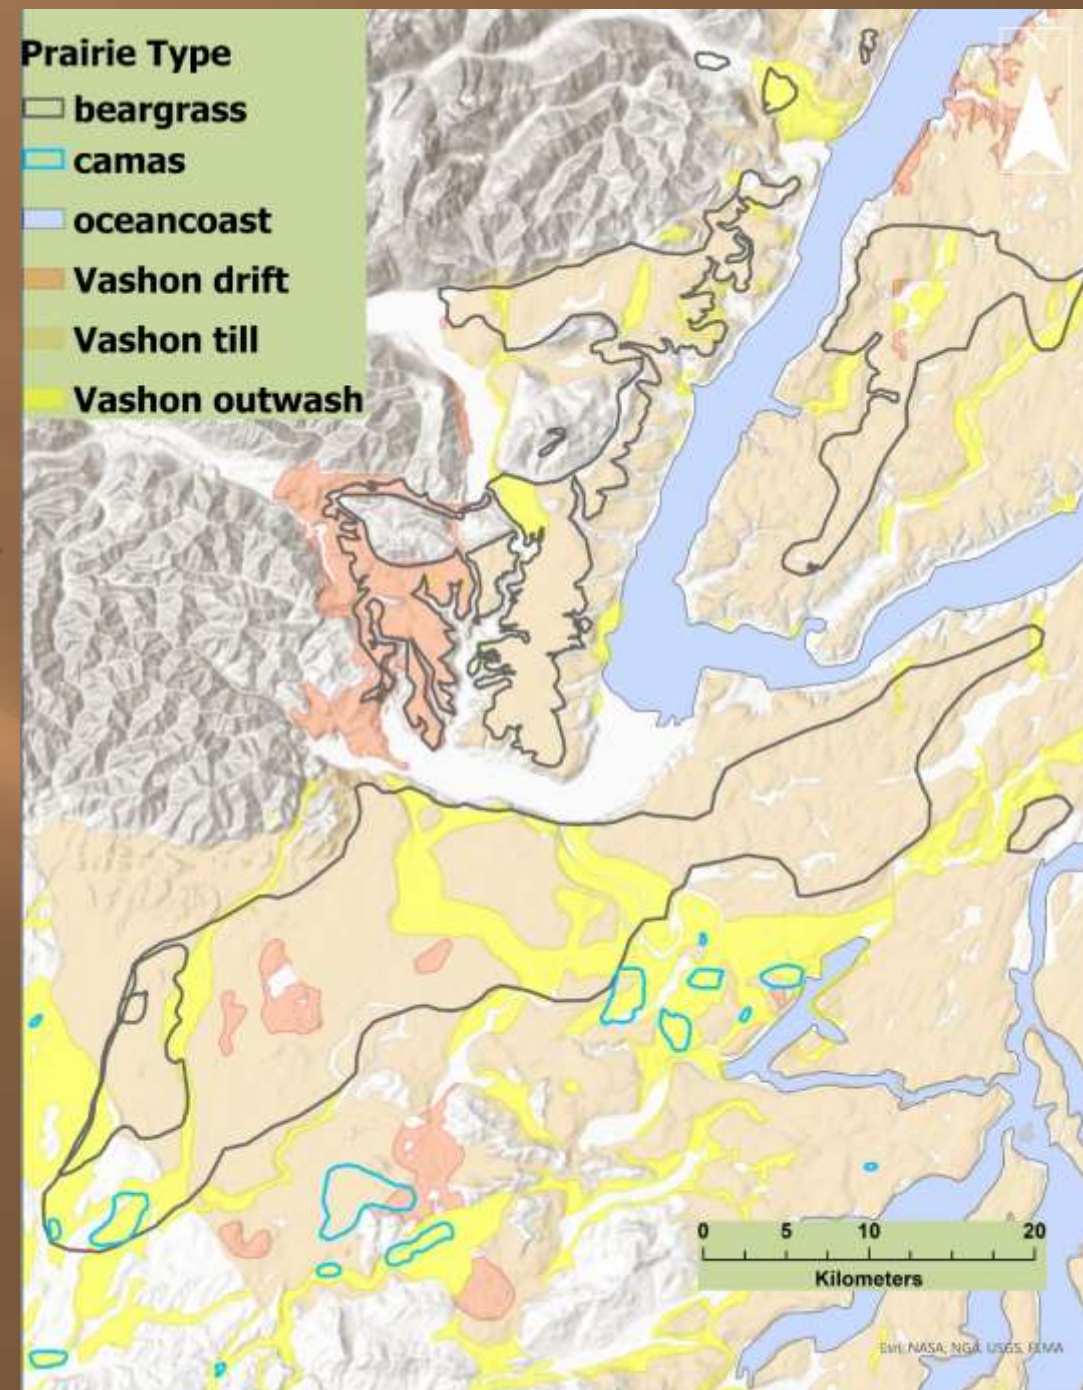 Prairie Type
beargrass
camas
oceancoast
Vashon drift
Vashon till
Vashon outwash
N
0 5 10 20
Kilometers
Esri, NASA, NGA, USGS, FEMA